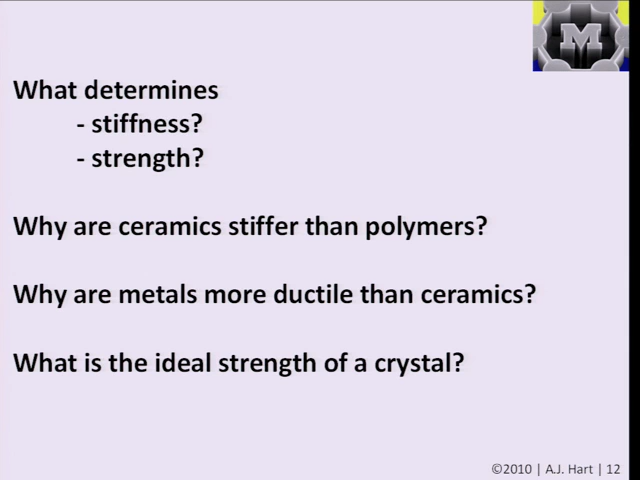 M
What determines
- stiffness?
- strength?
Why are ceramics stiffer than polymers?
Why are metals more ductile than ceramics?
What is the ideal strength of a crystal?
©2010 | A.J. Hart | 12